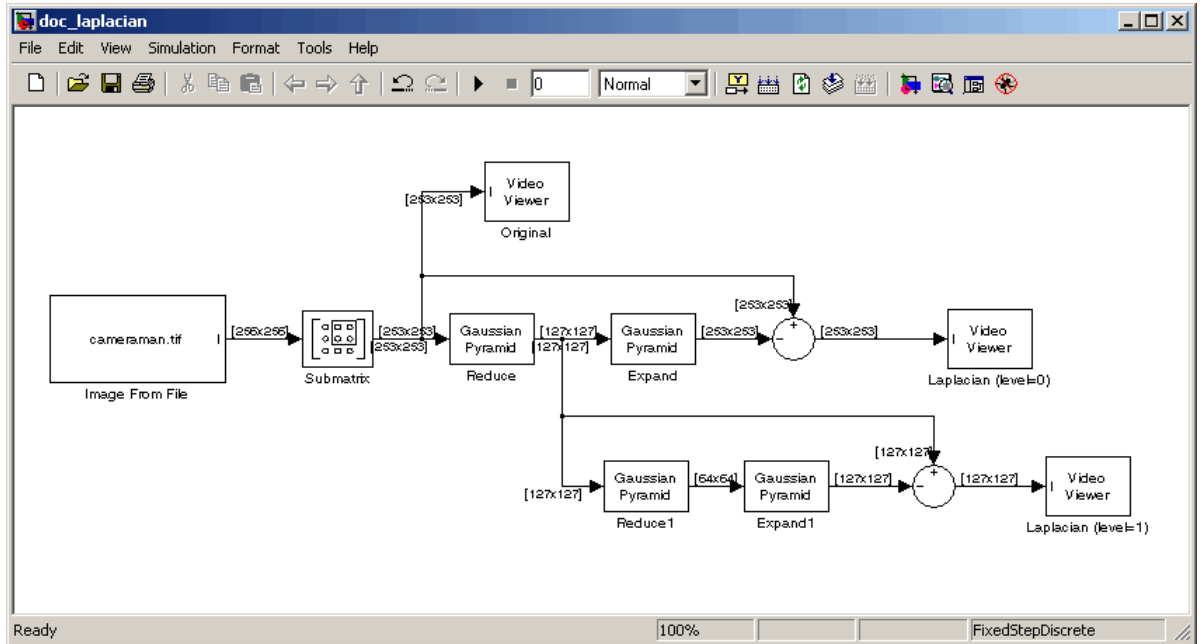 doc_laplacian
File Edit View Simulation Format Tools Help
0 Normal
Video Viewer
[253x253]
Original
[253x253]
cameraman.tif I
[256x256]
[253x253]
[253x253]
Gaussian Pyramid
[127x127]
[127x127]
Gaussian Pyramid
[253x253]
+
−
[253x253]
I Video Viewer
Image From File
Submatrix
Reduce
Expand
Laplacian (level=0)
[127x127]
[127x127]
Gaussian Pyramid
[64x64]
Gaussian Pyramid
[127x127]
+
−
[127x127]
I Video Viewer
Reduce1
Expand1
Laplacian (level=1)
Ready 100% FixedStepDiscrete